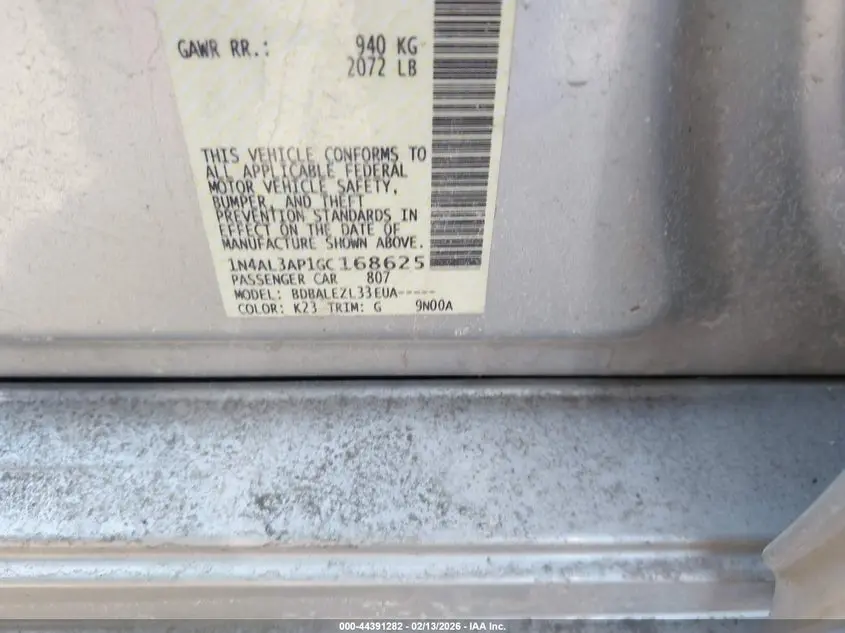 GAWR RR.: 940 KG
2072 LB
THIS VEHICLE CONFORMS TO
ALL APPLICABLE FEDERAL
MOTOR VEHICLE SAFETY,
BUMPER, AND THEFT
PREVENTION STANDARDS IN
EFFECT ON THE DATE OF
MANUFACTURE SHOWN ABOVE.
1N4AL3AP1GC168625
PASSENGER CAR 807
MODEL: BDBALEZL33EUA-----
COLOR: K23 TRIM: G 9N00A
000-44391282 - 02/13/2026 - IAA Inc.